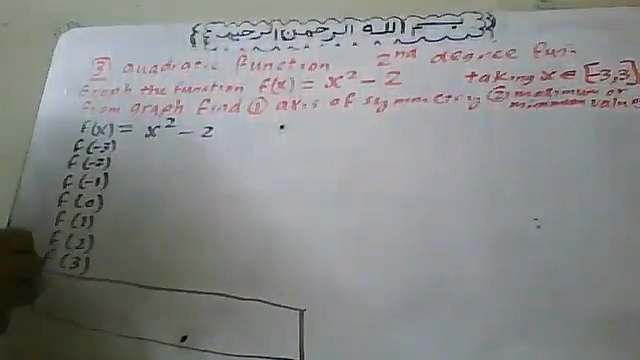 بسم الله الرحمن الرحيم
3 quadratic function 2nd degree fun.
Graph the function f(x) = x² - 2 taking x ∈ [-3,3]
from graph find ① axis of symmetry ② maximum or minimum value
f(x) = x² - 2
f(-3)
f(-2)
f(-1)
f(0)
f(1)
f(2)
f(3)